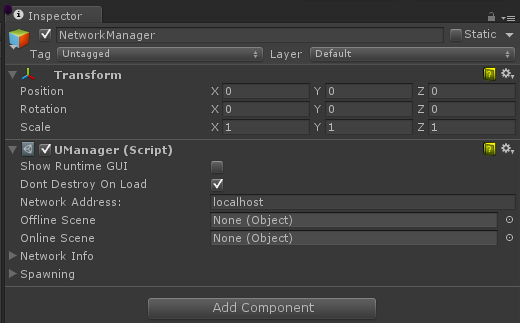 Inspector
NetworkManager Static
Tag Untagged Layer Default
Transform
Position X 0 Y 0 Z 0
Rotation X 0 Y 0 Z 0
Scale X 1 Y 1 Z 1
UManager (Script)
Show Runtime GUI
Dont Destroy On Load
Network Address: localhost
Offline Scene None (Object)
Online Scene None (Object)
Network Info
Spawning
Add Component